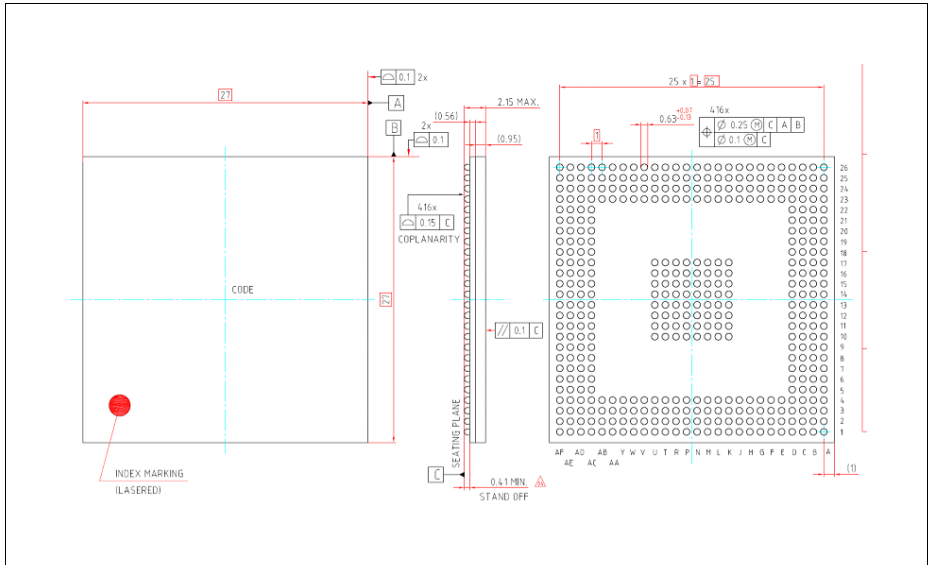 ⌓ 0.1 2x
27
A
B
2x
⌓ 0.1
(0.56)
2.15 MAX.
(0.95)
416x
⌓ 0.15 C
COPLANARITY
CODE
27
// 0.1 C
SEATING PLANE
C
0.41 MIN.
STAND OFF
INDEX MARKING
(LASERED)
25 x 1 = 25
1
0.63 +0.07 -0.13
416x
⌖ Ø 0.25 Ⓜ C A B
Ø 0.1 Ⓜ C
26
25
24
23
22
21
20
19
18
17
16
15
14
13
12
11
10
9
8
7
6
5
4
3
2
1
AF AD AB Y W V U T R P N M L K J H G F E D C B A
AE AC AA
(1)